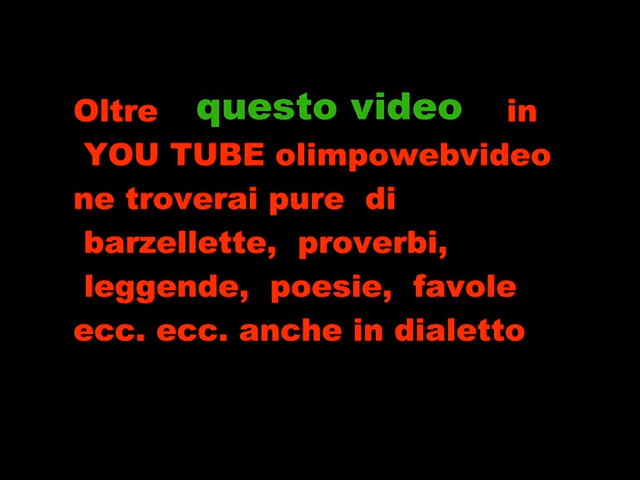 Oltre questo video in
YOU TUBE olimpowebvideo
ne troverai pure di
barzellette, proverbi,
leggende, poesie, favole
ecc. ecc. anche in dialetto